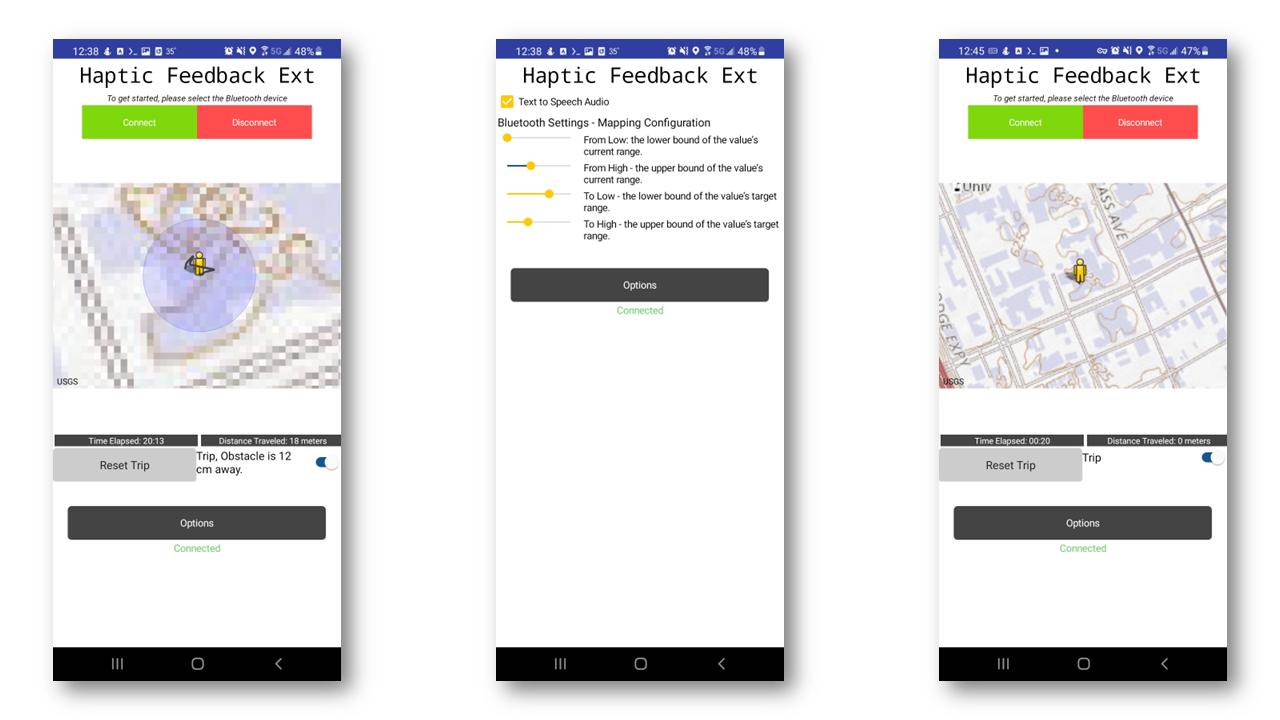 12:38 35° 5G 48%
Haptic Feedback Ext
To get started, please select the Bluetooth device
Connect Disconnect
USGS
Time Elapsed: 20:13 Distance Traveled: 18 meters
Reset Trip
Trip, Obstacle is 12
cm away.
Options
Connected
12:38 35° 5G 48%
Haptic Feedback Ext
Text to Speech Audio
Bluetooth Settings - Mapping Configuration
From Low: the lower bound of the value's
current range.
From High - the upper bound of the value's
current range.
To Low - the lower bound of the value's target
range.
To High - the upper bound of the value's target
range.
Options
Connected
12:45 5G 47%
Haptic Feedback Ext
To get started, please select the Bluetooth device
Connect Disconnect
Univ
C625
ASS AVE
DGE EXPY
C625
USGS
Time Elapsed: 00:20 Distance Traveled: 0 meters
Reset Trip
Trip
Options
Connected